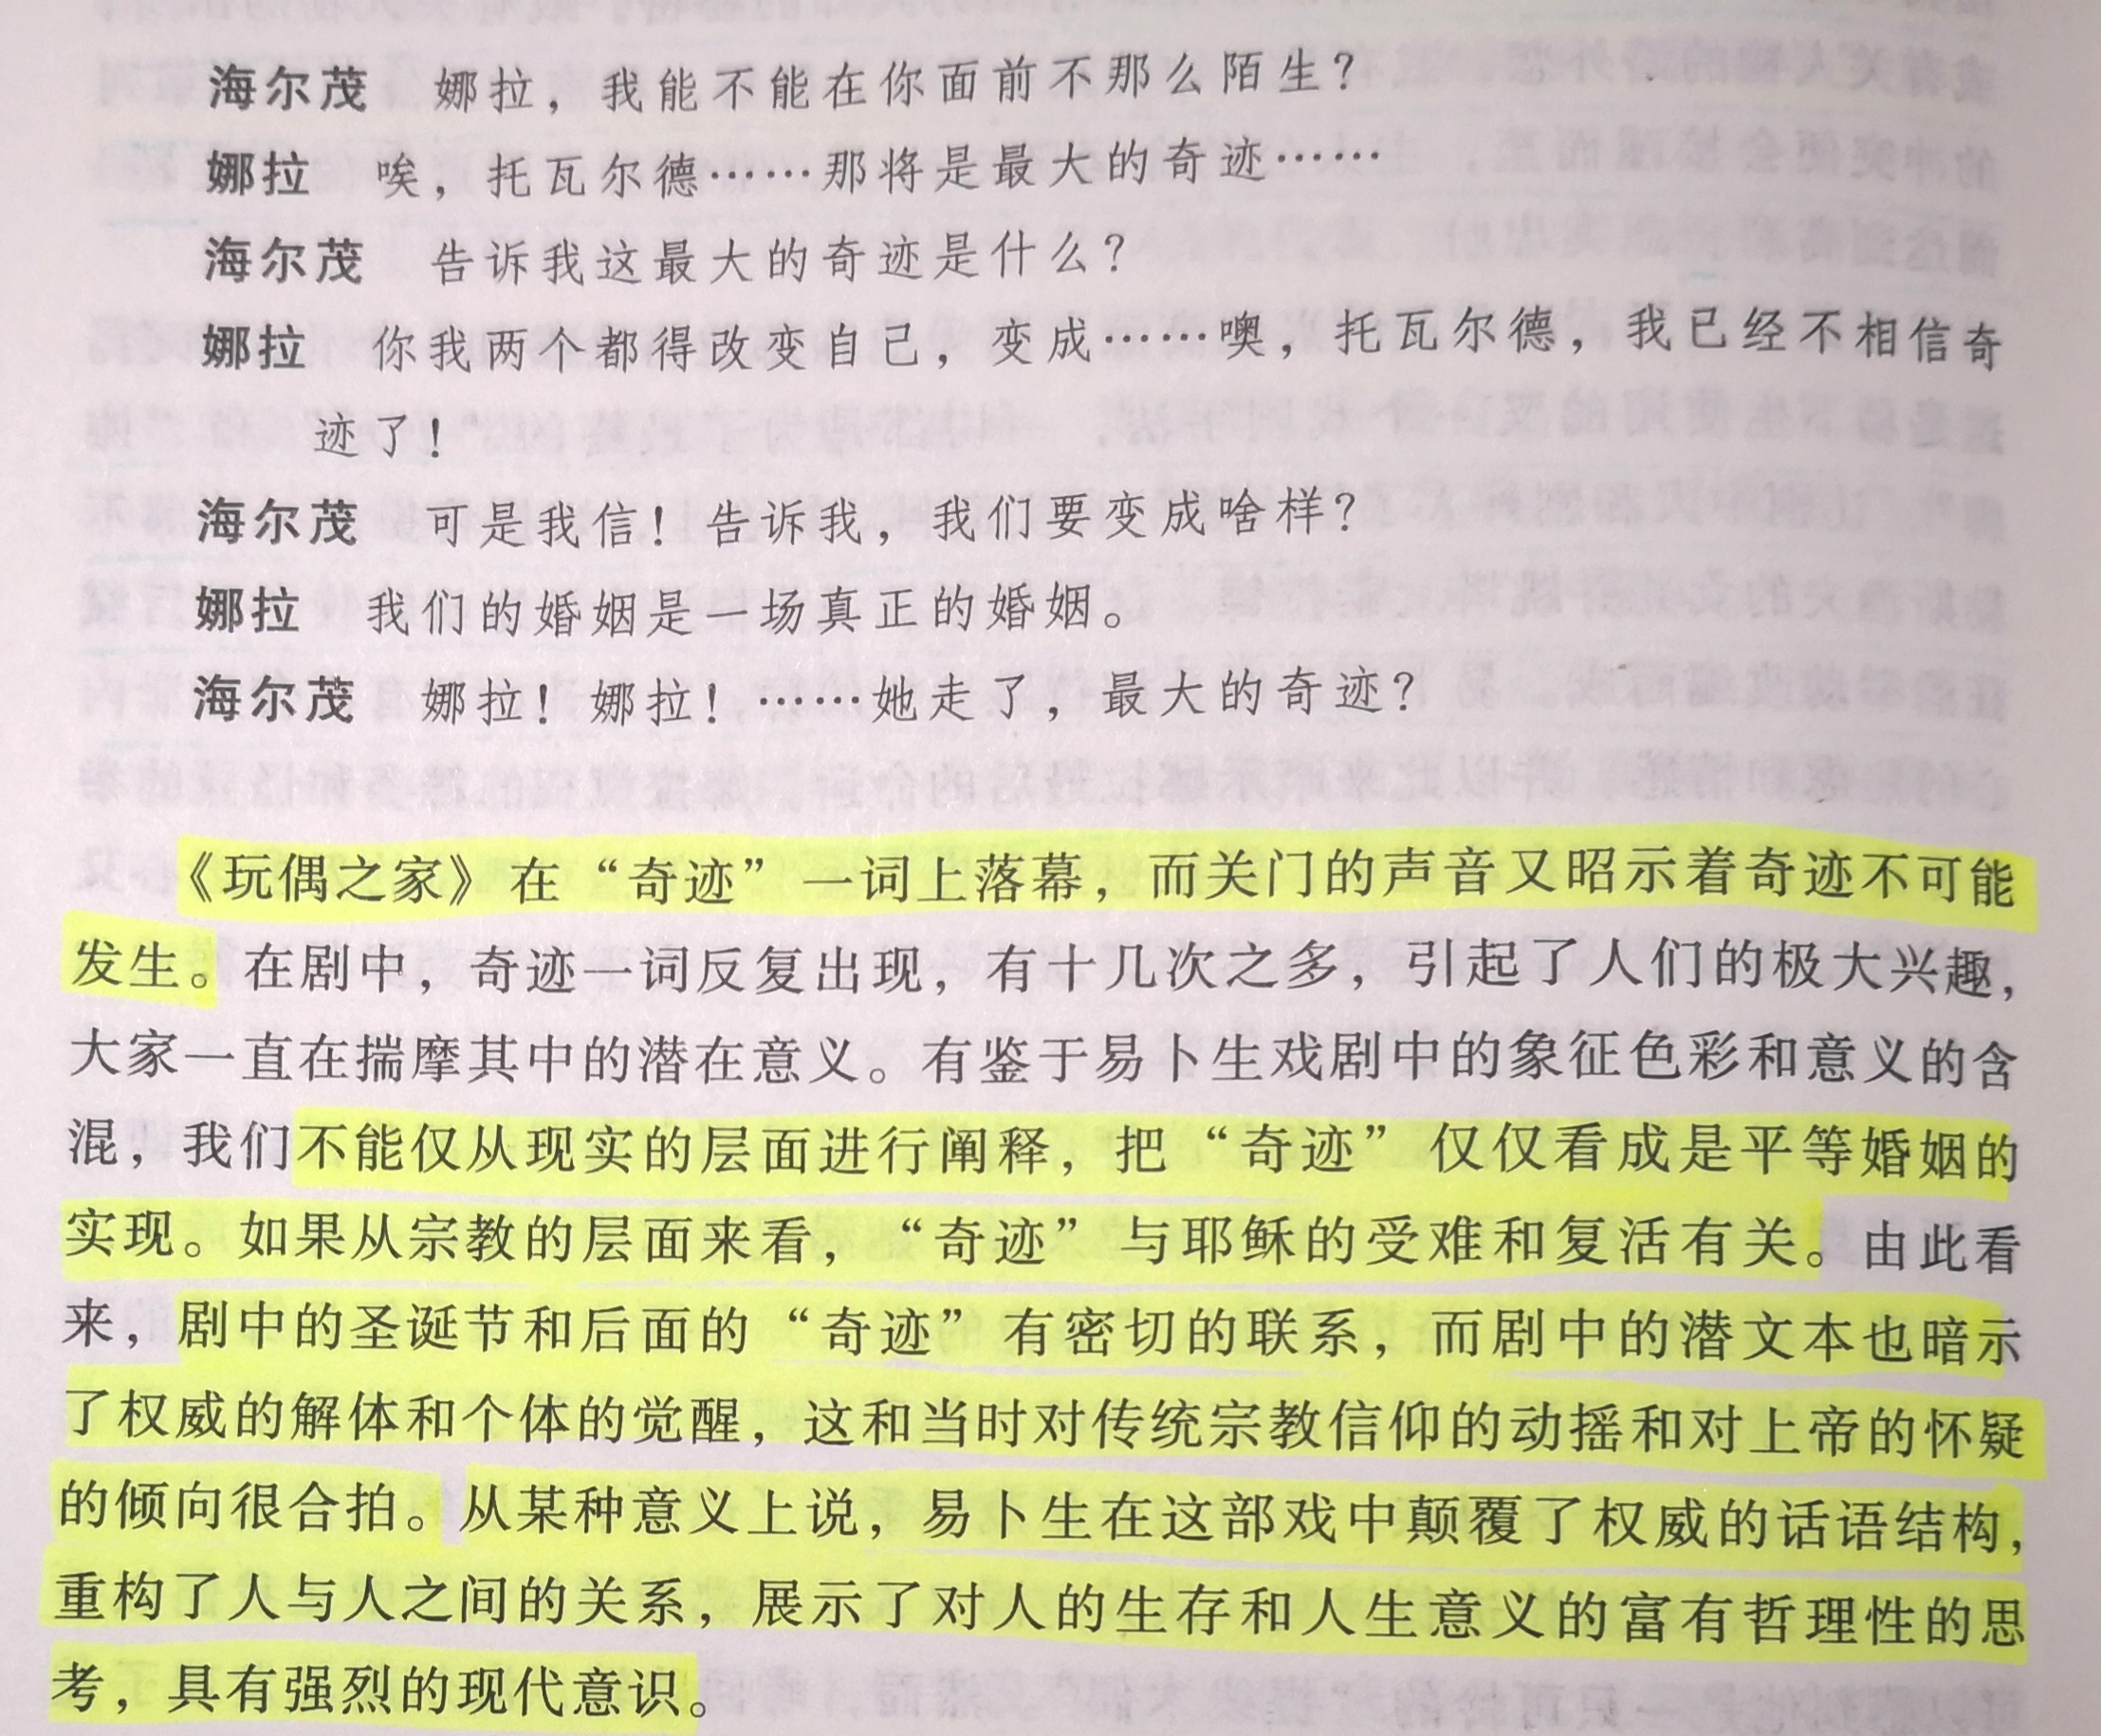 海尔茂　娜拉，我能不能在你面前不那么陌生？
娜拉　唉，托瓦尔德……那将是最大的奇迹……
海尔茂　告诉我这最大的奇迹是什么？
娜拉　你我两个都得改变自己，变成……噢，托瓦尔德，我已经不相信奇
迹了！
海尔茂　可是我信！告诉我，我们要变成啥样？
娜拉　我们的婚姻是一场真正的婚姻。
海尔茂　娜拉！娜拉！……她走了，最大的奇迹？
《玩偶之家》在“奇迹”一词上落幕，而关门的声音又昭示着奇迹不可能
发生。在剧中，奇迹一词反复出现，有十几次之多，引起了人们的极大兴趣，
大家一直在揣摩其中的潜在意义。有鉴于易卜生戏剧中的象征色彩和意义的含
混，我们不能仅从现实的层面进行阐释，把“奇迹”仅仅看成是平等婚姻的
实现。如果从宗教的层面来看，“奇迹”与耶稣的受难和复活有关。由此看
来，剧中的圣诞节和后面的“奇迹”有密切的联系，而剧中的潜文本也暗示
了权威的解体和个体的觉醒，这和当时对传统宗教信仰的动摇和对上帝的怀疑
的倾向很合拍。从某种意义上说，易卜生在这部戏中颠覆了权威的话语结构，
重构了人与人之间的关系，展示了对人的生存和人生意义的富有哲理性的思
考，具有强烈的现代意识。